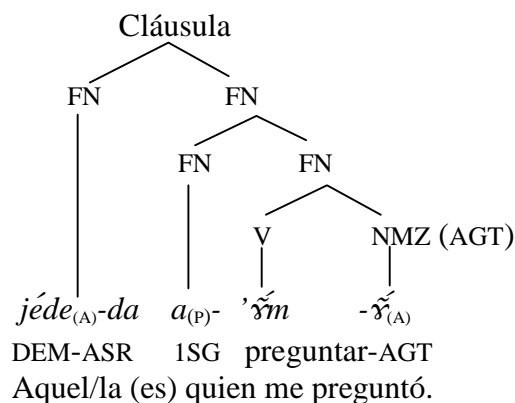 Cláusula
FN FN
FN FN
V NMZ (AGT)
jéde(A)-da a(P)- ’ɤ̃́m -ɤ̃́(A)
DEM-ASR 1SG preguntar-AGT
Aquel/la (es) quien me preguntó.